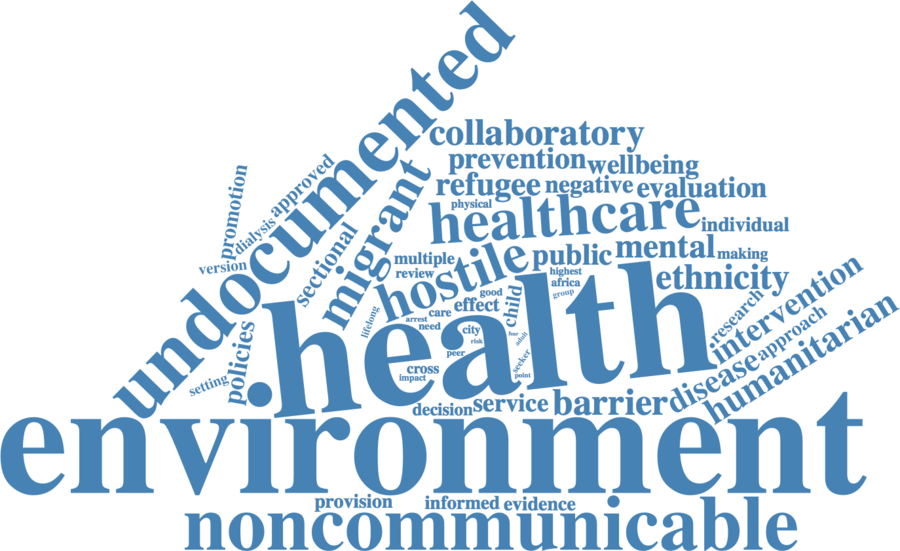 undocumented
collaboratory
prevention
wellbeing
refugee
negative
evaluation
physical
healthcare
individual
migrant
approved
dialysis
promotion
version
sectional
multiple
review
hostile
public
mental
making
ethnicity
highest
africa
group
good
effect
child
care
arrest
need
lifelong
city
risk
fear
adult
peer
seeker
point
cross
impact
health
research
intervention
approach
disease
humanitarian
policies
setting
decision
service
barrier
environment
provision
informed
evidence
noncommunicable